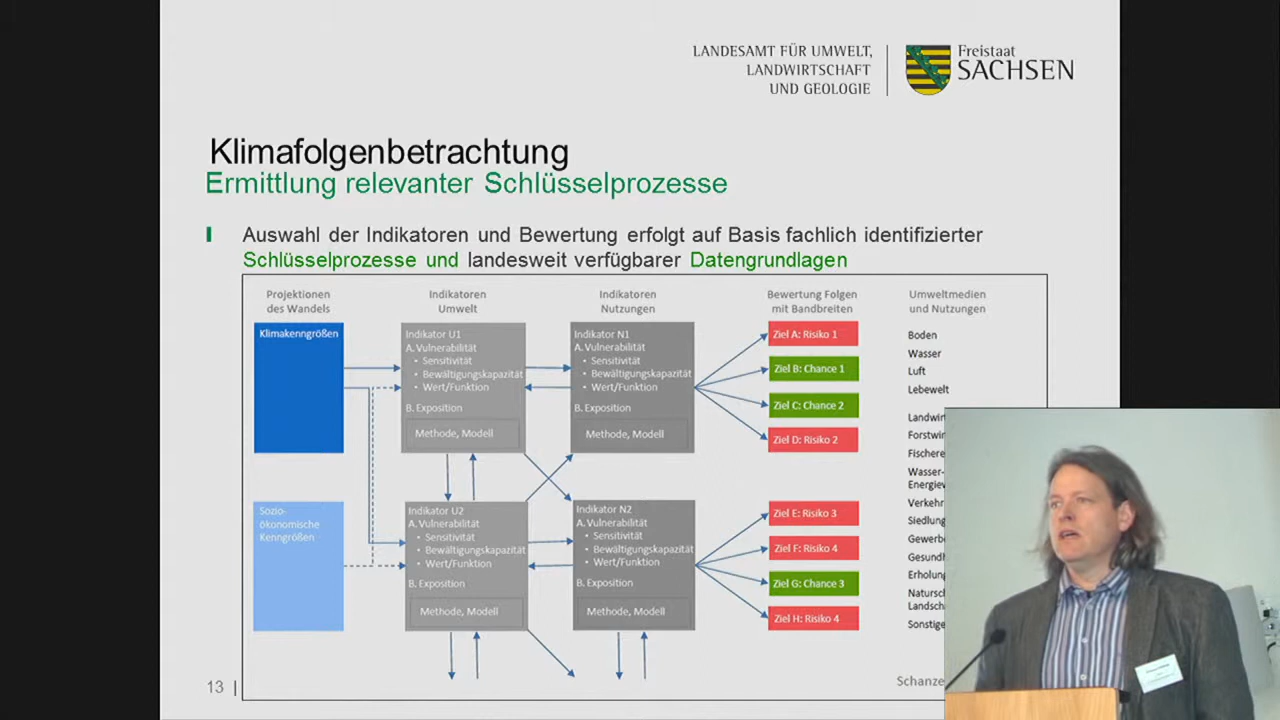 LANDESAMT FÜR UMWELT,
LANDWIRTSCHAFT
UND GEOLOGIE
Freistaat
SACHSEN
Klimafolgenbetrachtung
Ermittlung relevanter Schlüsselprozesse
Auswahl der Indikatoren und Bewertung erfolgt auf Basis fachlich identifizierter
Schlüsselprozesse und landesweit verfügbarer Datengrundlagen
Projektionen
des Wandels
Klimakenngrößen
Sozio-
ökonomische
Kenngrößen
Indikatoren
Umwelt
Indikator U1
A. Vulnerabilität
• Sensitivität
• Bewältigungskapazität
• Wert/Funktion
B. Exposition
Methode, Modell
Indikator U2
A. Vulnerabilität
• Sensitivität
• Bewältigungskapazität
• Wert/Funktion
B. Exposition
Methode, Modell
Indikatoren
Nutzungen
Indikator N1
A. Vulnerabilität
• Sensitivität
• Bewältigungskapazität
• Wert/Funktion
B. Exposition
Methode, Modell
Indikator N2
A. Vulnerabilität
• Sensitivität
• Bewältigungskapazität
• Wert/Funktion
B. Exposition
Methode, Modell
Bewertung Folgen
mit Bandbreiten
Ziel A: Risiko 1
Ziel B: Chance 1
Ziel C: Chance 2
Ziel D: Risiko 2
Ziel E: Risiko 3
Ziel F: Risiko 4
Ziel G: Chance 3
Ziel H: Risiko 4
Umweltmedien
und Nutzungen
Boden
Wasser
Luft
Lebewelt
Landwirt
Forstwir
Fischere
Wasser-
Energiew
Verkehr
Siedlung
Gewerbe
Gesundh
Erholung
Natursch
Landsch
Sonstige
Schanze
13